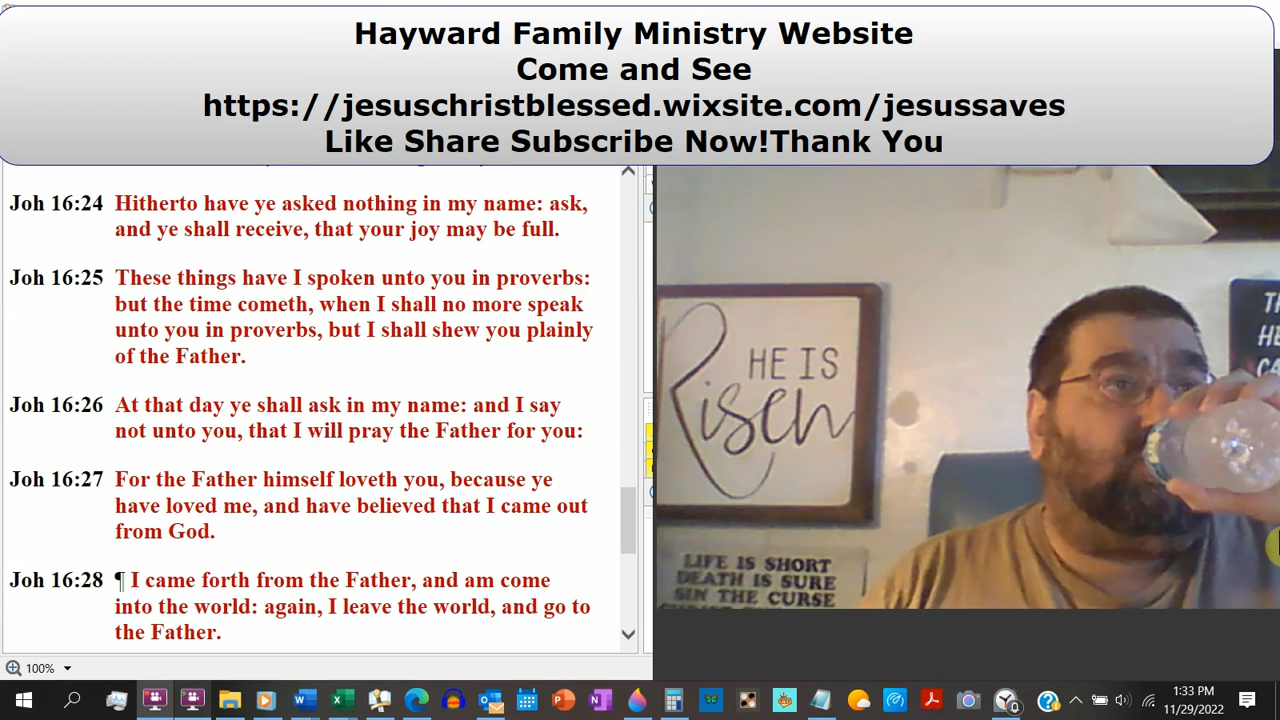 Hayward Family Ministry Website
Come and See
https://jesuschristblessed.wixsite.com/jesussaves
Like Share Subscribe Now!Thank You
Joh 16:24 Hitherto have ye asked nothing in my name: ask,
and ye shall receive, that your joy may be full.
Joh 16:25 These things have I spoken unto you in proverbs:
but the time cometh, when I shall no more speak
unto you in proverbs, but I shall shew you plainly
of the Father.
Joh 16:26 At that day ye shall ask in my name: and I say
not unto you, that I will pray the Father for you:
Joh 16:27 For the Father himself loveth you, because ye
have loved me, and have believed that I came out
from God.
Joh 16:28 ¶ I came forth from the Father, and am come
into the world: again, I leave the world, and go to
the Father.
HE IS
Risen
LIFE IS SHORT
DEATH IS SURE
SIN THE CURSE
100%
1:33 PM
11/29/2022